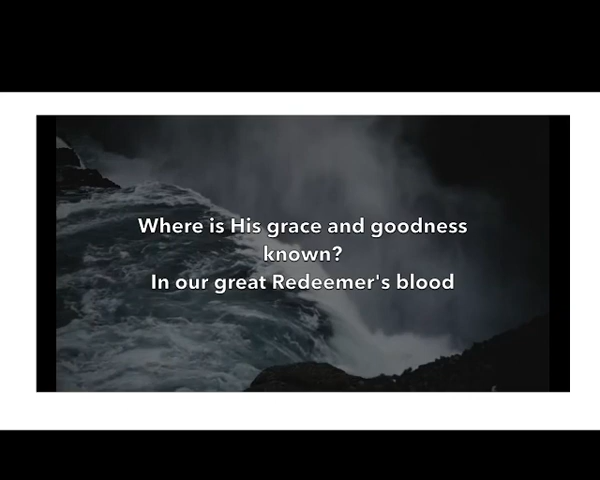 Where is His grace and goodness
known?
In our great Redeemer's blood